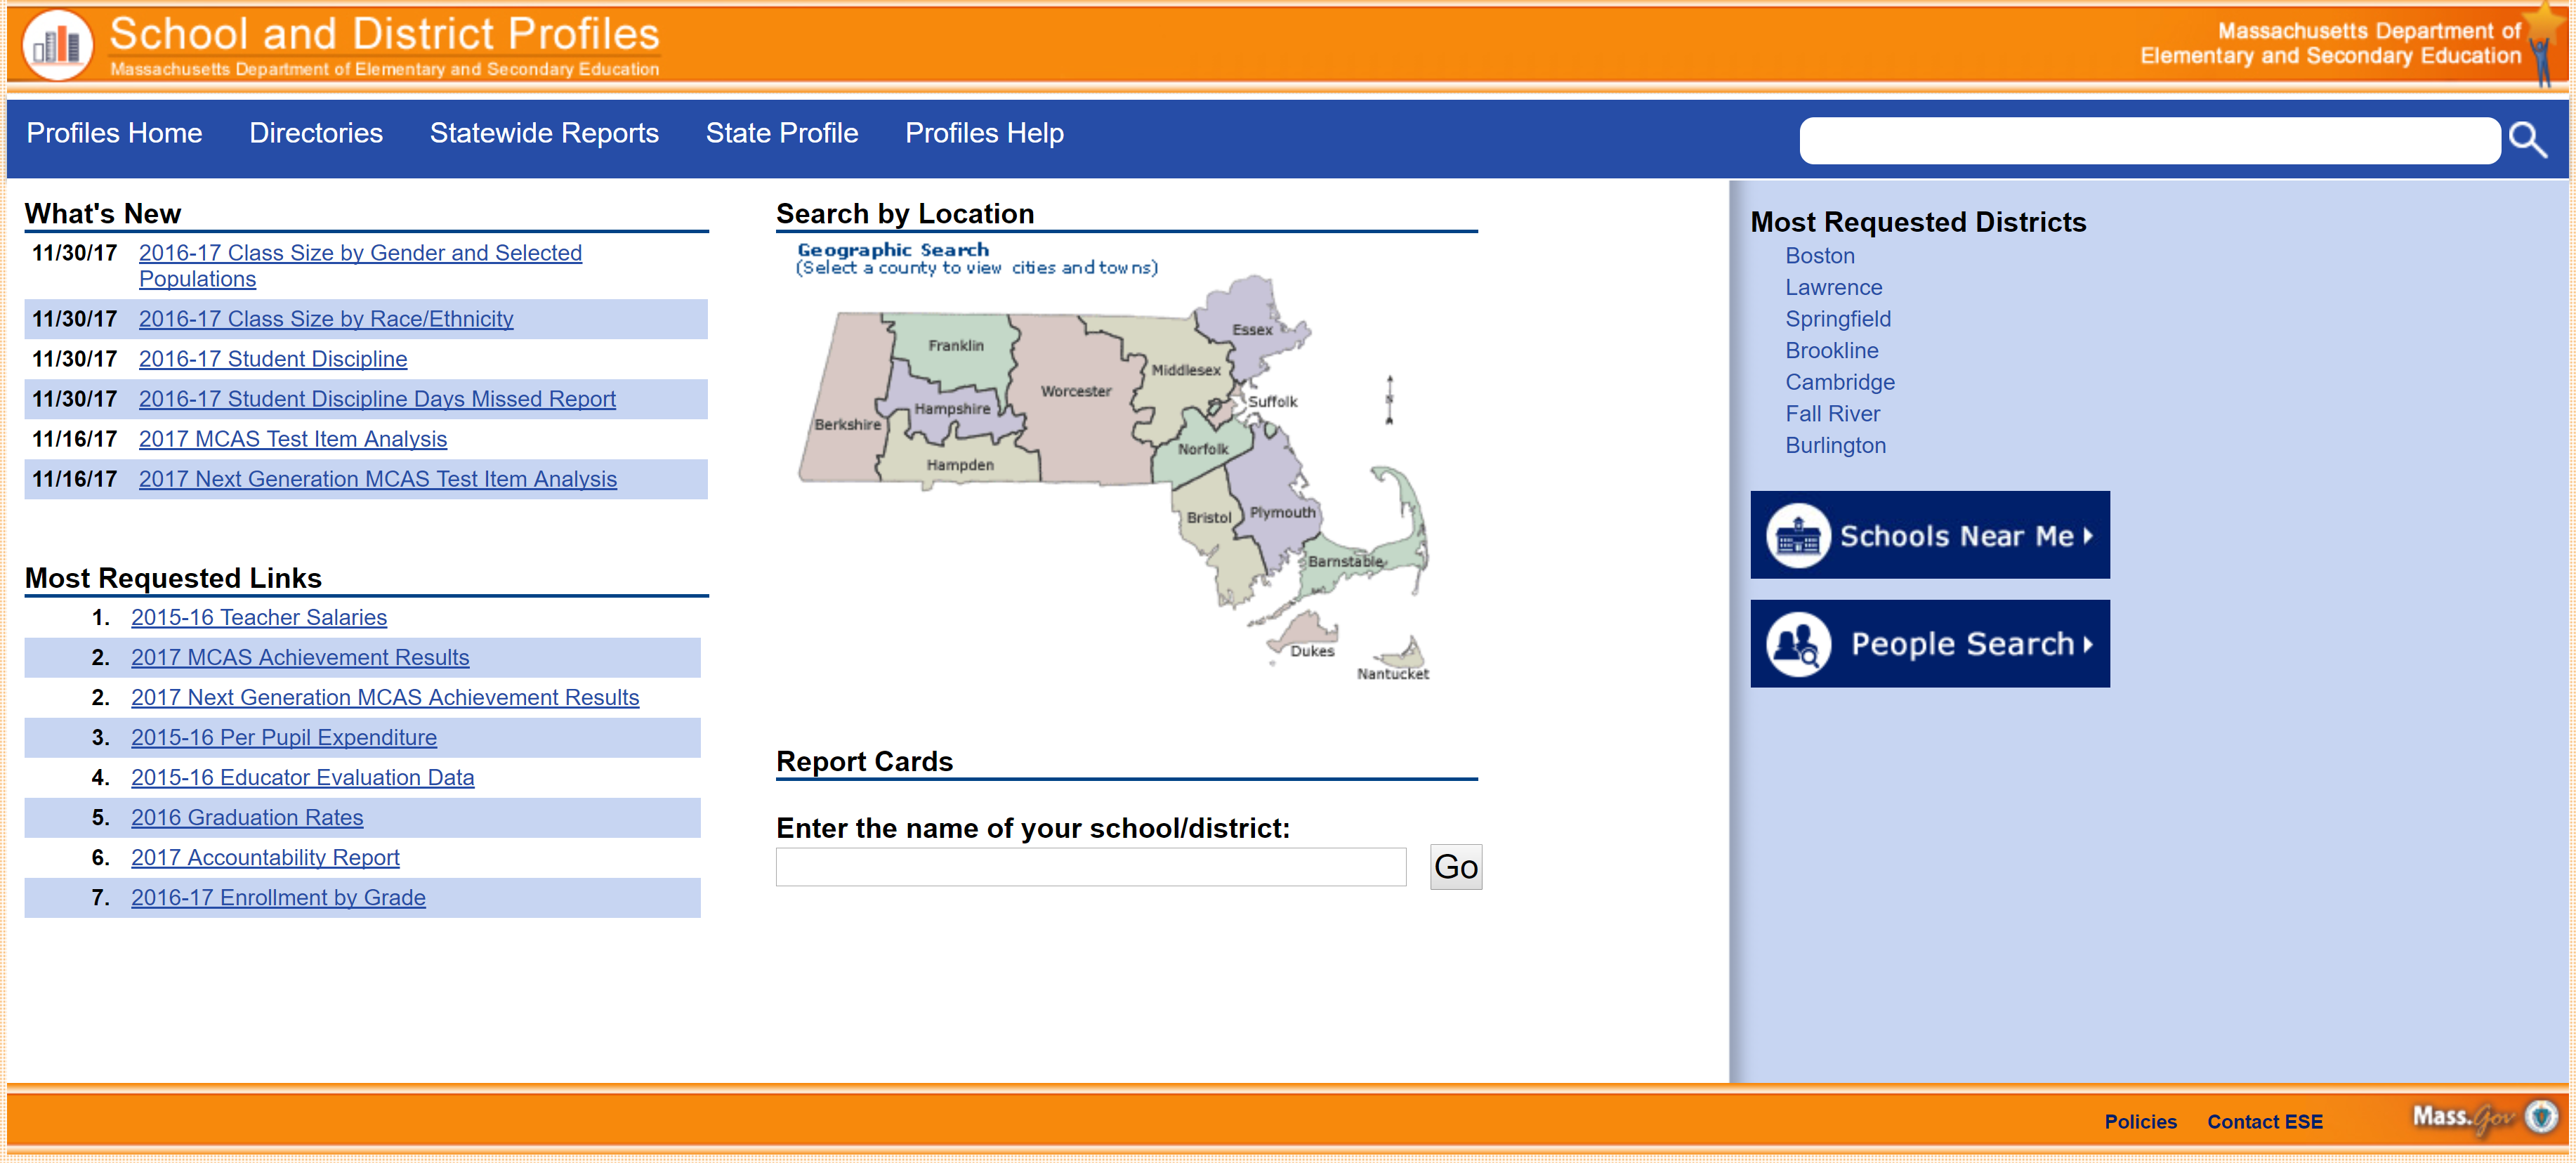 School and District Profiles
Massachusetts Department of Elementary and Secondary Education
Massachusetts Department of
Elementary and Secondary Education
Profiles Home
Directories
Statewide Reports
State Profile
Profiles Help
What's New
11/30/17 2016-17 Class Size by Gender and Selected
Populations
11/30/17 2016-17 Class Size by Race/Ethnicity
11/30/17 2016-17 Student Discipline
11/30/17 2016-17 Student Discipline Days Missed Report
11/16/17 2017 MCAS Test Item Analysis
11/16/17 2017 Next Generation MCAS Test Item Analysis
Most Requested Links
1. 2015-16 Teacher Salaries
2. 2017 MCAS Achievement Results
2. 2017 Next Generation MCAS Achievement Results
3. 2015-16 Per Pupil Expenditure
4. 2015-16 Educator Evaluation Data
5. 2016 Graduation Rates
6. 2017 Accountability Report
7. 2016-17 Enrollment by Grade
Search by Location
Geographic Search
(Select a county to view cities and towns)
Essex
Franklin
Middlesex
Worcester
Suffolk
N
Hampshire
Berkshire
Norfolk
Hampden
Plymouth
Bristol
Barnstable
Dukes
Nantucket
Report Cards
Enter the name of your school/district:
Go
Most Requested Districts
Boston
Lawrence
Springfield
Brookline
Cambridge
Fall River
Burlington
Schools Near Me
People Search
Policies
Contact ESE
Mass.Gov